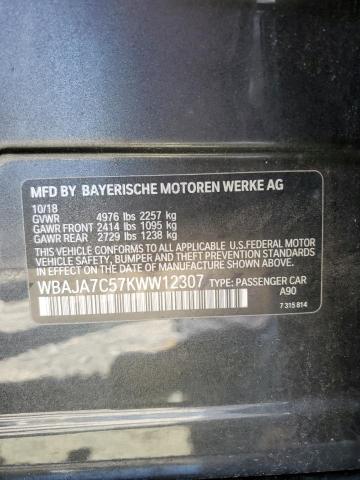 MFD BY BAYERISCHE MOTOREN WERKE AG
10/18
GVWR 4976 lbs 2257 kg
GAWR FRONT 2414 lbs 1095 kg
GAWR REAR 2729 lbs 1238 kg
THIS VEHICLE CONFORMS TO ALL APPLICABLE U.S. FEDERAL MOTOR
VEHICLE SAFETY, BUMPER, AND THEFT PREVENTION STANDARDS
IN EFFECT ON THE DATE OF MANUFACTURE SHOWN ABOVE.
WBAJA7C57KWW12307 TYPE: PASSENGER CAR
A90
7 315 814